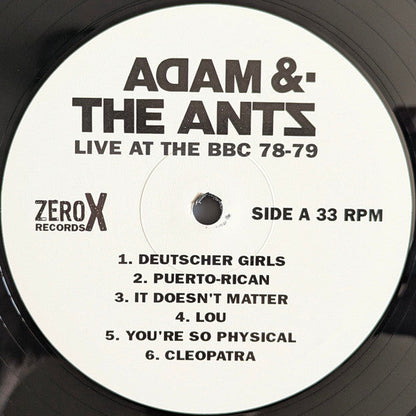 ADAM &
THE ANTS
LIVE AT THE BBC 78-79
ZEROX
RECORDS
SIDE A 33 RPM
1. DEUTSCHER GIRLS
2. PUERTO-RICAN
3. IT DOESN'T MATTER
4. LOU
5. YOU'RE SO PHYSICAL
6. CLEOPATRA